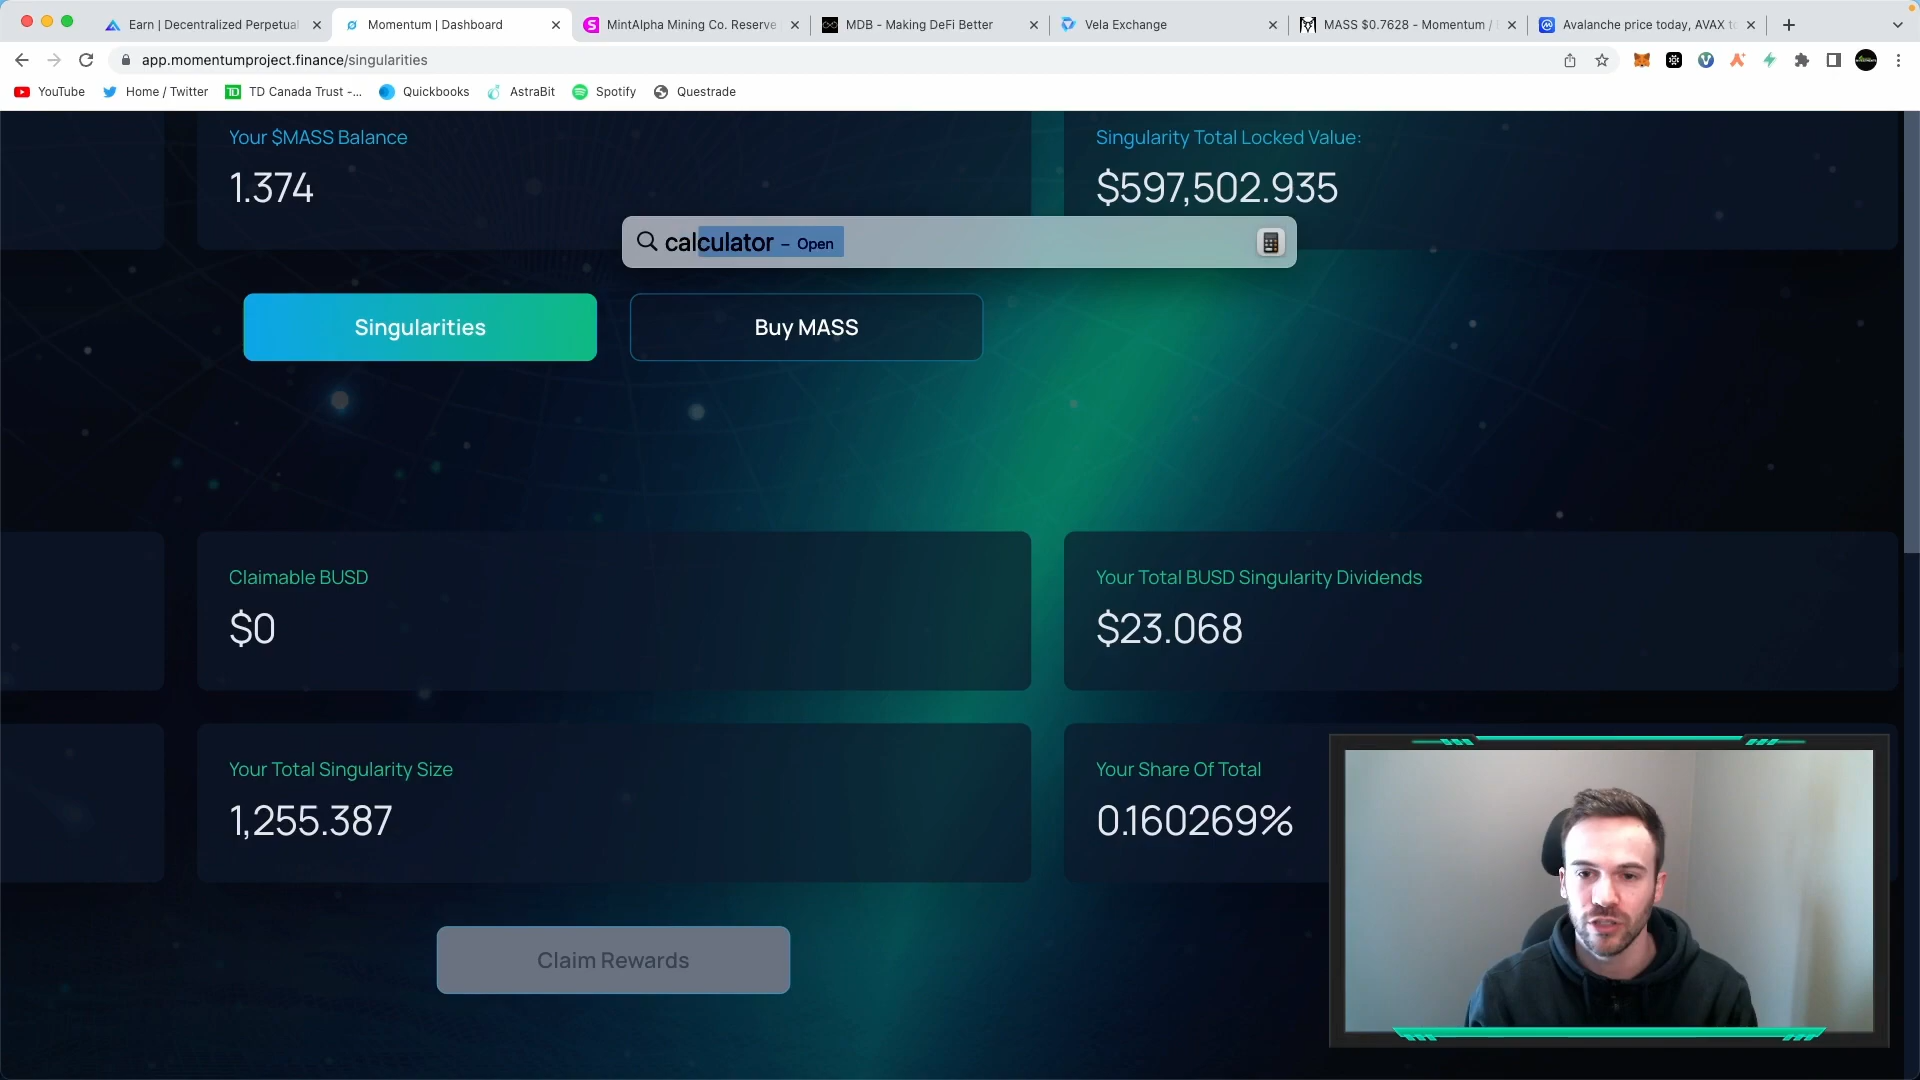 Earn | Decentralized Perpetual
Momentum | Dashboard
MintAlpha Mining Co. Reserve
MDB - Making DeFi Better
Vela Exchange
MASS $0.7628 - Momentum /
Avalanche price today, AVAX to
app.momentumproject.finance/singularities
YouTube
Home / Twitter
TD Canada Trust -...
Quickbooks
AstraBit
Spotify
Questrade
Your $MASS Balance
1.374
Singularity Total Locked Value:
$597,502.935
calculator – Open
Singularities
Buy MASS
Claimable BUSD
$0
Your Total BUSD Singularity Dividends
$23.068
Your Total Singularity Size
1,255.387
Your Share Of Total
0.160269%
Claim Rewards